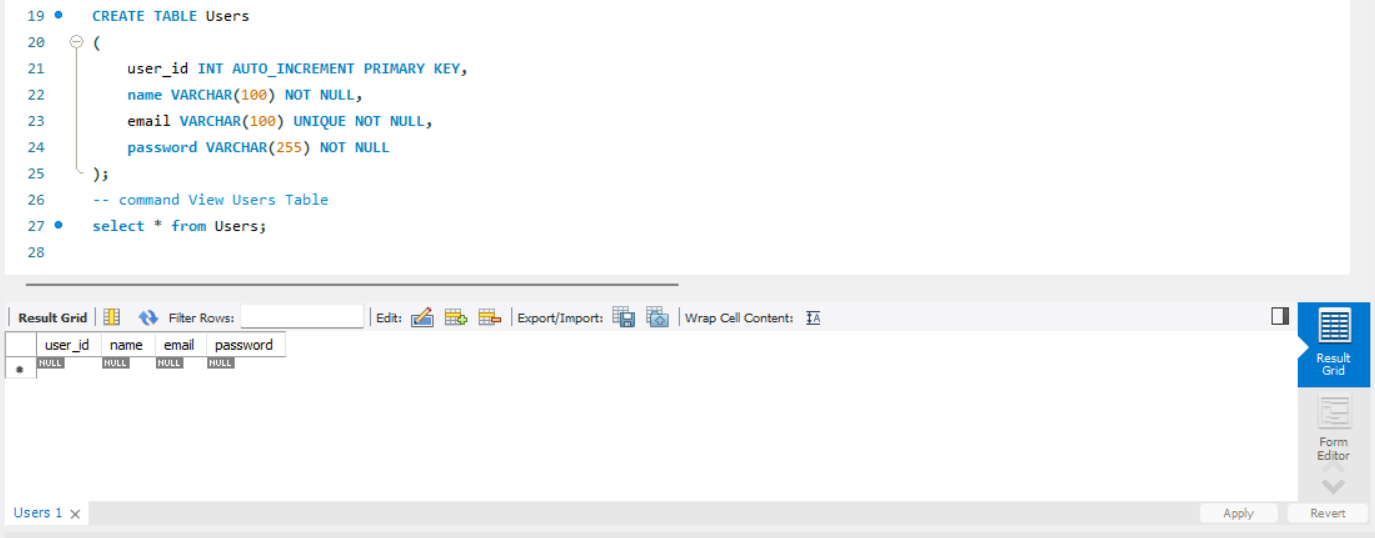 19 CREATE TABLE Users
20 (
21 user_id INT AUTO_INCREMENT PRIMARY KEY,
22 name VARCHAR(100) NOT NULL,
23 email VARCHAR(100) UNIQUE NOT NULL,
24 password VARCHAR(255) NOT NULL
25 );
26 -- command View Users Table
27 select * from Users;
28
Result Grid Filter Rows: Edit: Export/Import: Wrap Cell Content: IA
user_id name email password
* NULL NULL NULL NULL
Result
Grid
Form
Editor
Users 1 × Apply Revert